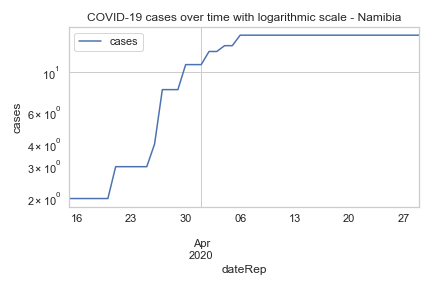 COVID-19 cases over time with logarithmic scale - Namibia
cases
cases
10¹
6 × 10⁰
4 × 10⁰
3 × 10⁰
2 × 10⁰
16 23 30 06 13 20 27
Apr
2020
dateRep